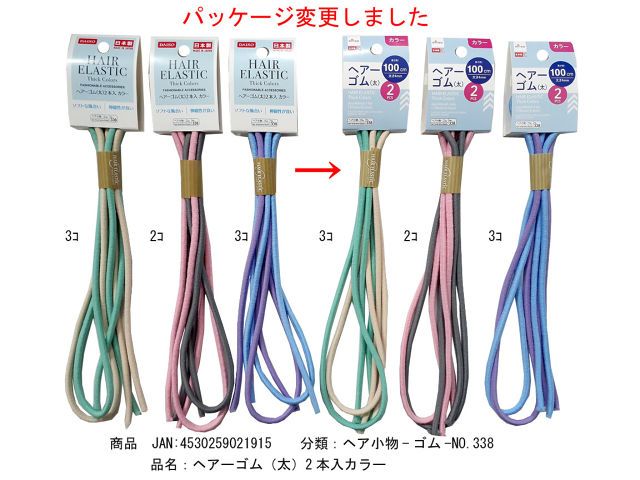 パッケージ変更しました
DAISO 日本製
HAIR
ELASTIC
Thick Colors
FASHIONABLE ACCESSORIES
ヘアーゴム(太)2本入 カラー
ソフトな風合い 伸縮性が良い
338
DAISO 日本製
HAIR
ELASTIC
Thick Colors
FASHIONABLE ACCESSORIES
ヘアーゴム(太)2本入 カラー
ソフトな風合い 伸縮性が良い
338
DAISO 日本製
HAIR
ELASTIC
Thick Colors
FASHIONABLE ACCESSORIES
ヘアーゴム(太)2本入 カラー
ソフトな風合い 伸縮性が良い
338
カラー
ヘアー
ゴム(太)
100cm
2
PCS
338
カラー
ヘアー
ゴム(太)
100cm
2
PCS
338
カラー
ヘアー
ゴム(太)
100cm
2
PCS
338
3コ 2コ 3コ → 3コ 2コ 3コ
商品 JAN:4530259021915 分類：ヘア小物－ゴム-NO.338
品名：ヘアーゴム（太）2本入カラー